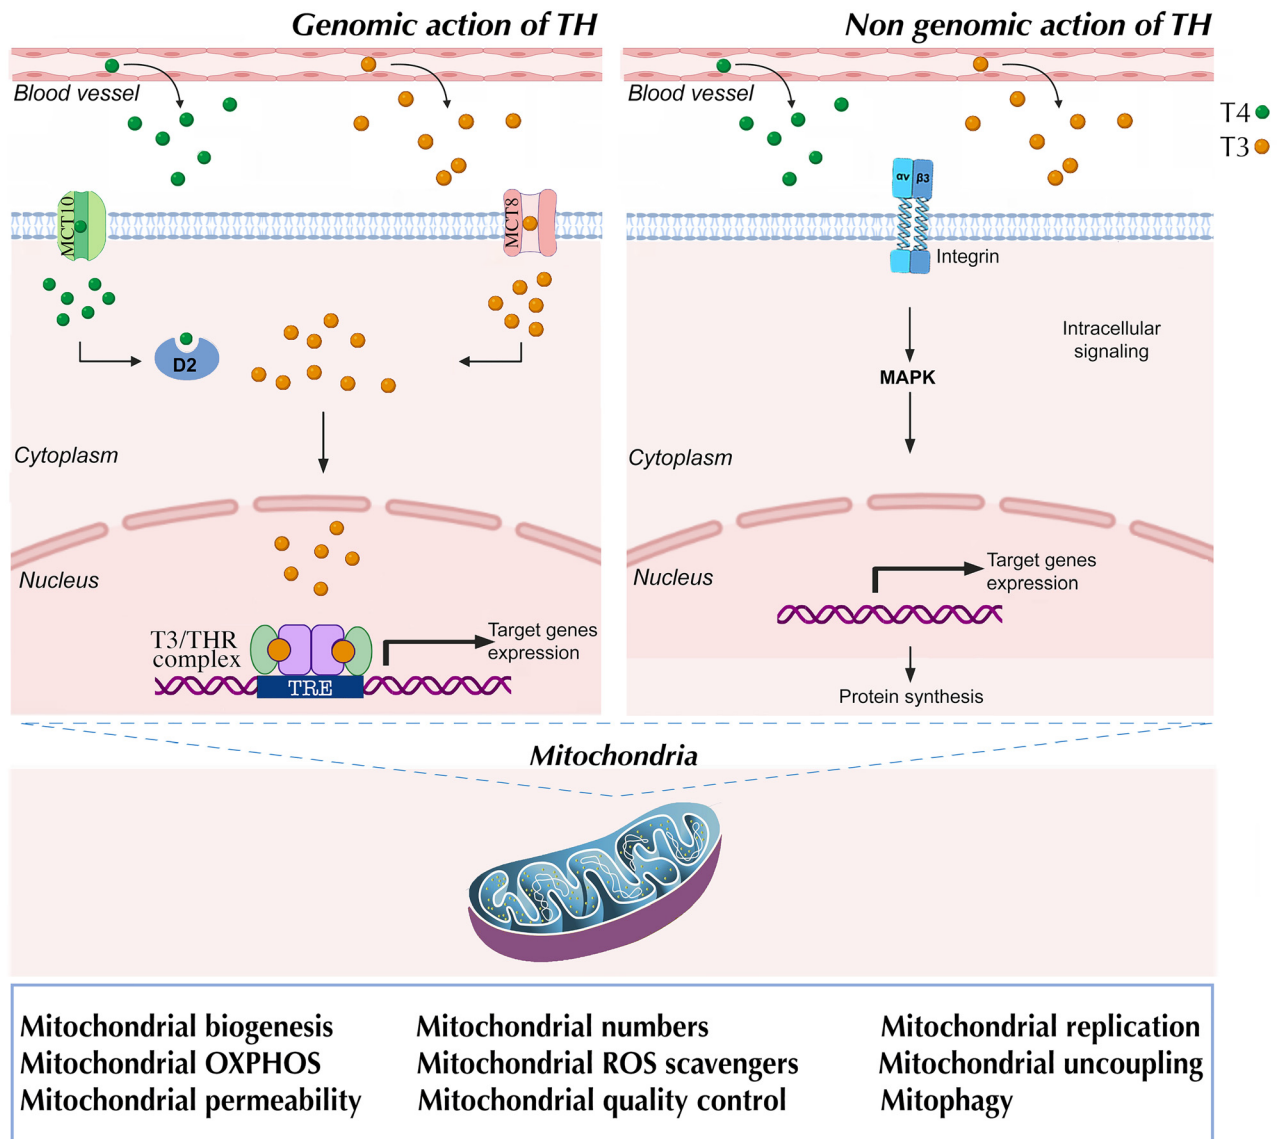 Genomic action of TH
Non genomic action of TH
Blood vessel
Blood vessel
T4
T3
MCT10
MCT8
αv
β3
Integrin
D2
Intracellular
signaling
MAPK
Cytoplasm
Cytoplasm
Nucleus
Nucleus
Target genes
expression
T3/THR
complex
Target genes
expression
TRE
Protein synthesis
Mitochondria
Mitochondrial biogenesis
Mitochondrial numbers
Mitochondrial replication
Mitochondrial OXPHOS
Mitochondrial ROS scavengers
Mitochondrial uncoupling
Mitochondrial permeability
Mitochondrial quality control
Mitophagy